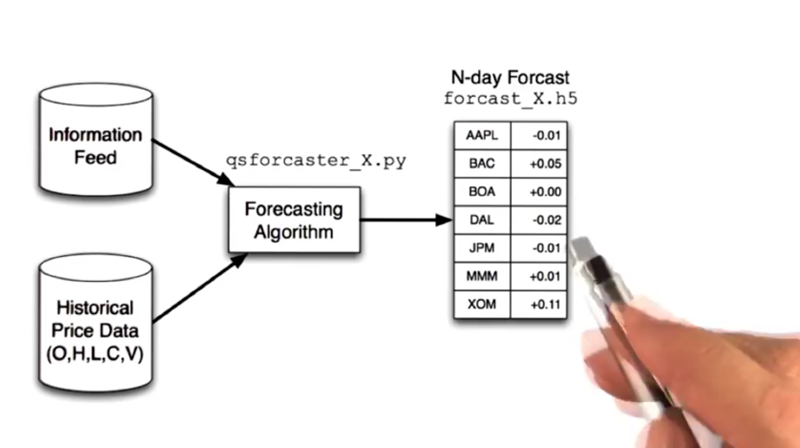 Information
Feed
Historical
Price Data
(O,H,L,C,V)
qsforcaster_X.py
Forecasting
Algorithm
N-day Forcast
forcast_X.h5
AAPL -0.01
BAC +0.05
BOA +0.00
DAL -0.02
JPM -0.01
MMM +0.01
XOM +0.11